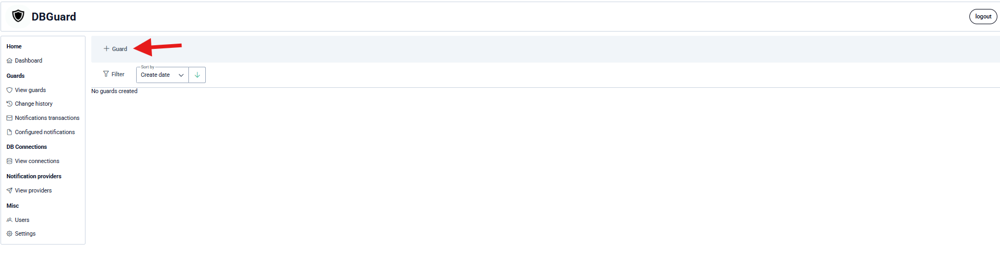 DBGuard
logout
Home
Dashboard
Guards
View guards
Change history
Notifications transactions
Configured notifications
DB Connections
View connections
Notification providers
View providers
Misc
Users
Settings
Guard
Filter
Sort by
Create date
No guards created